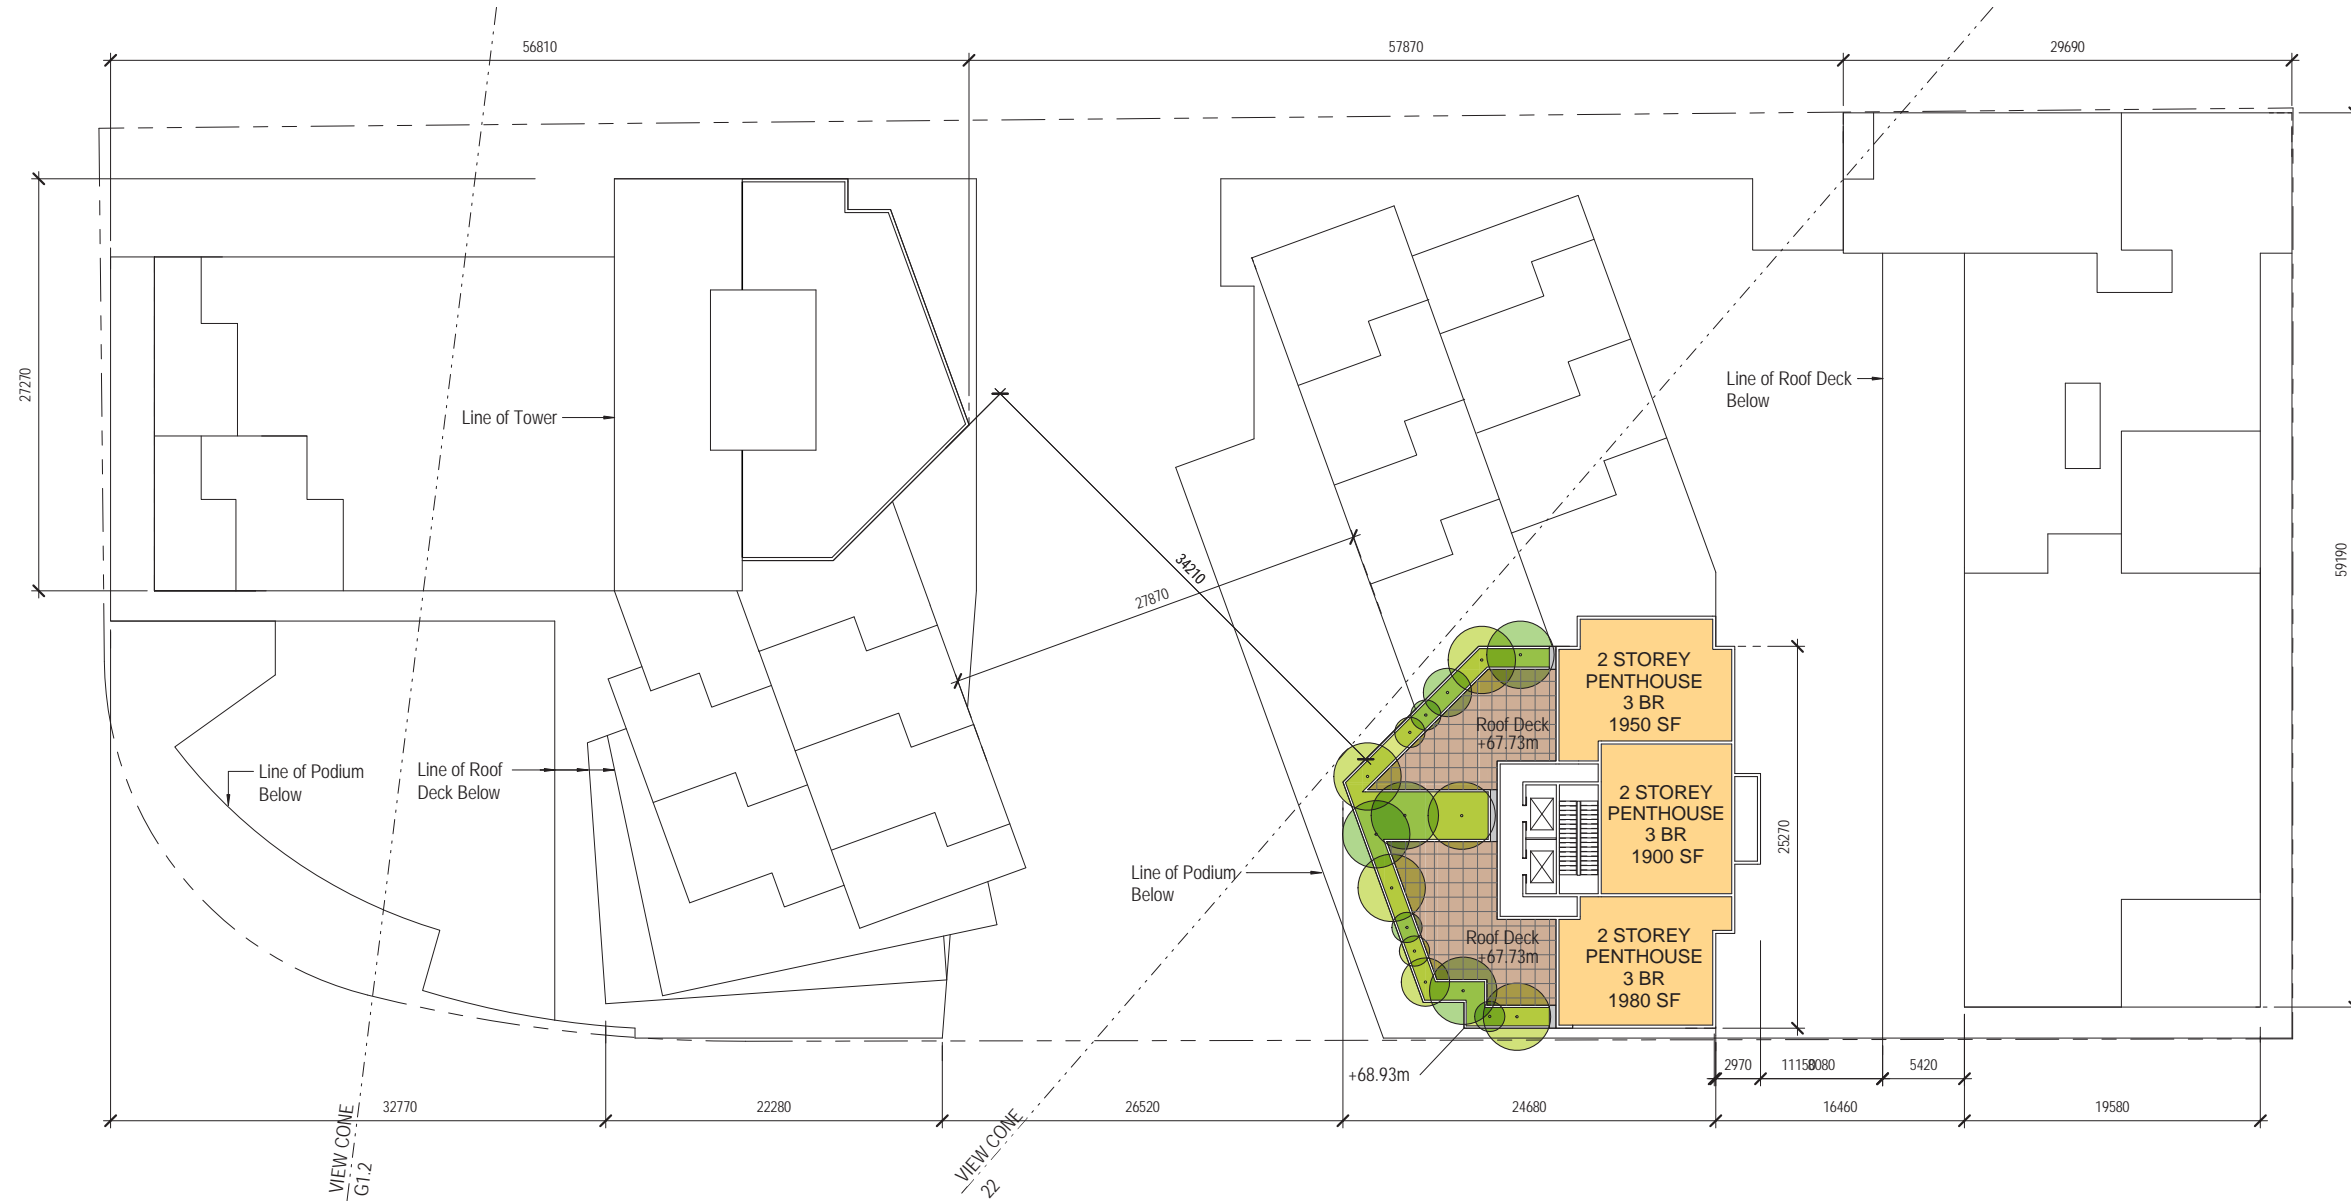 56810
57870
29690
27270
59190
Line of Tower
Line of Roof Deck
Below
34210
27870
2 STOREY
PENTHOUSE
3 BR
1950 SF
Roof Deck
+67.73m
Line of Podium
Below
Line of Roof
Deck Below
2 STOREY
PENTHOUSE
3 BR
1900 SF
25270
Line of Podium
Below
Roof Deck
+67.73m
2 STOREY
PENTHOUSE
3 BR
1980 SF
+68.93m
2970
11150
8080
5420
32770
22280
26520
24680
16460
19580
VIEW CONE
G1.2
VIEW CONE
22